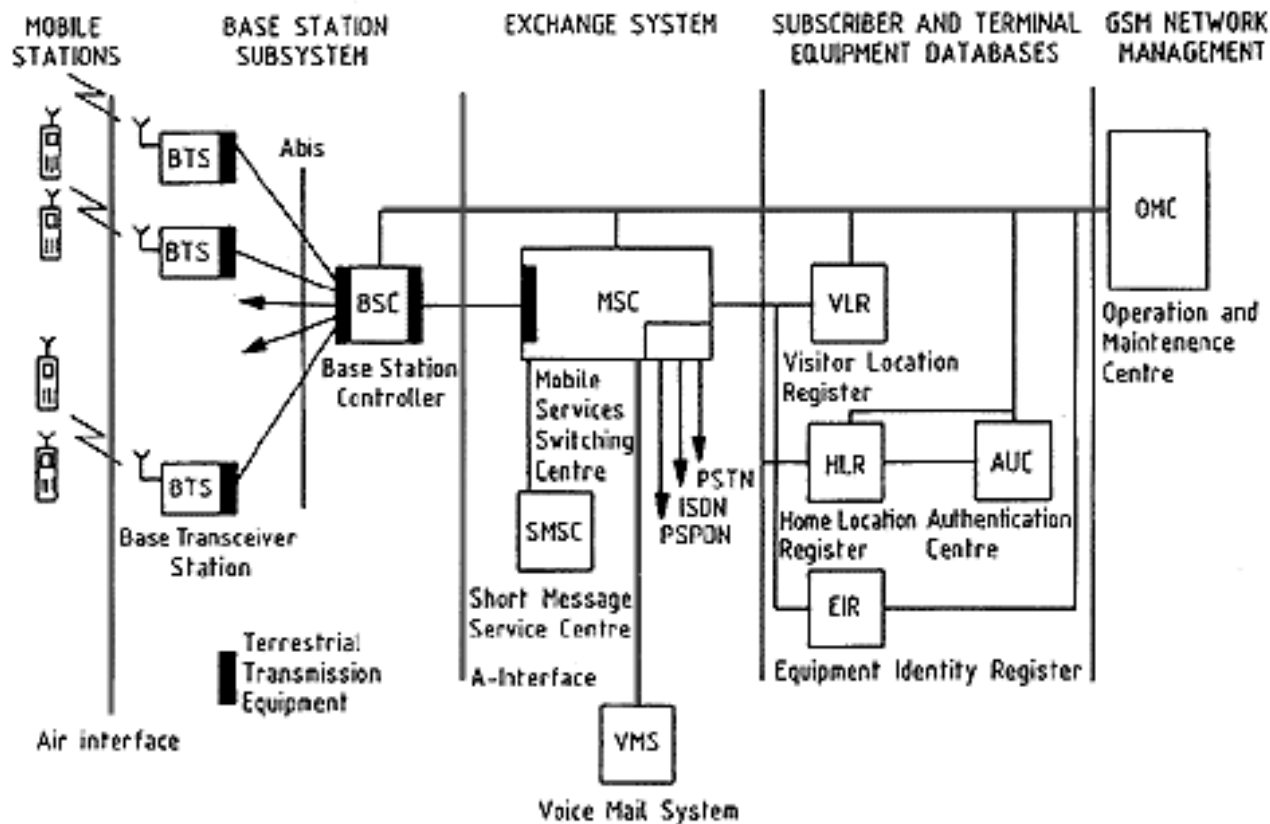 MOBILE
STATIONS
BASE STATION
SUBSYSTEM
EXCHANGE SYSTEM
SUBSCRIBER AND TERMINAL
EQUIPMENT DATABASES
GSM NETWORK
MANAGEMENT
BTS
Abis
BTS
BSC
Base Station
Controller
MSC
Mobile
Services
Switching
Centre
VLR
Visitor Location
Register
OMC
Operation and
Maintenence
Centre
BTS
Base Transceiver
Station
PSTN
ISDN
PSPDN
HLR
Home Location
Register
AUC
Authentication
Centre
SMSC
Short Message
Service Centre
EIR
Equipment Identity Register
Terrestrial
Transmission
Equipment
A-Interface
Air interface
VMS
Voice Mail System